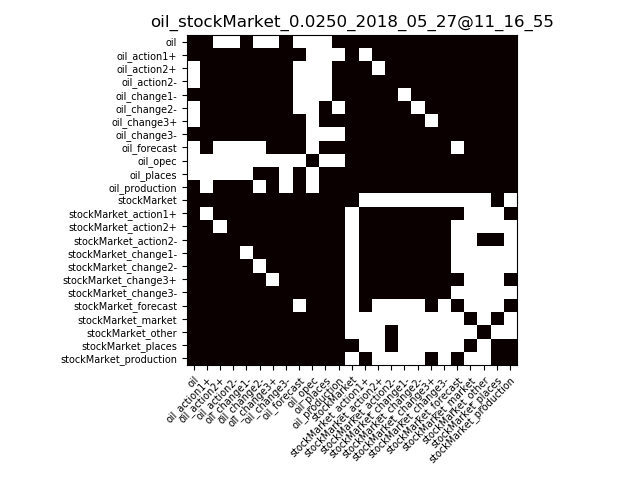 oil_stockMarket_0.0250_2018_05_27@11_16_55
oil
oil_action1+
oil_action2+
oil_action2-
oil_change1-
oil_change2-
oil_change3+
oil_change3-
oil_forecast
oil_opec
oil_places
oil_production
stockMarket
stockMarket_action1+
stockMarket_action2+
stockMarket_action2-
stockMarket_change1-
stockMarket_change2-
stockMarket_change3+
stockMarket_change3-
stockMarket_forecast
stockMarket_market
stockMarket_other
stockMarket_places
stockMarket_production
oil
oil_action1+
oil_action2+
oil_action2-
oil_change1-
oil_change2-
oil_change3+
oil_change3-
oil_forecast
oil_opec
oil_places
oil_production
stockMarket
stockMarket_action1+
stockMarket_action2+
stockMarket_action2-
stockMarket_change1-
stockMarket_change2-
stockMarket_change3+
stockMarket_change3-
stockMarket_forecast
stockMarket_market
stockMarket_other
stockMarket_places
stockMarket_production